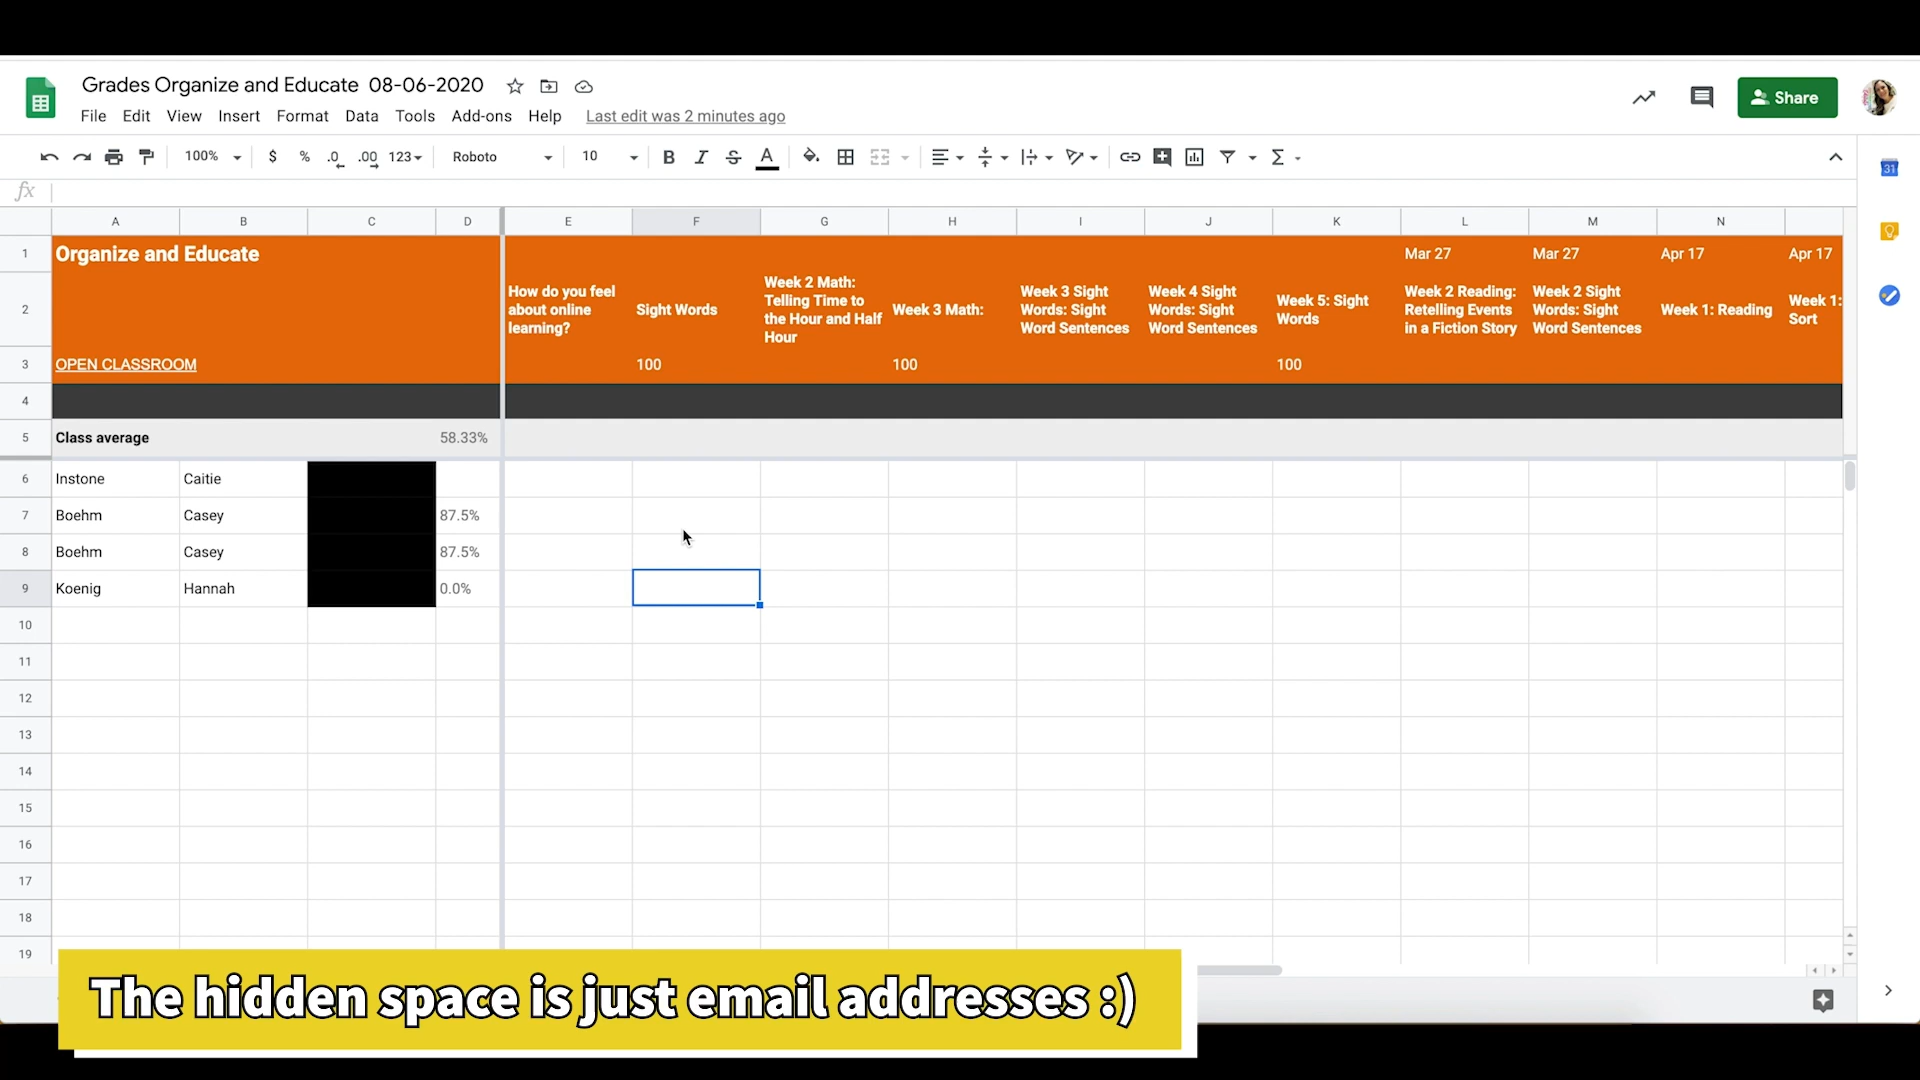 Grades Organize and Educate 08-06-2020
File Edit View Insert Format Data Tools Add-ons Help Last edit was 2 minutes ago
Share
100% $ % .0 .00 123 Roboto 10 B I S A Σ
31
fx
A B C D E F G H I J K L M N
1 Organize and Educate Mar 27 Mar 27 Apr 17 Apr 17
2
How do you feel
about online
learning?
Sight Words
Week 2 Math:
Telling Time to
the Hour and Half
Hour
Week 3 Math:
Week 3 Sight
Words: Sight
Word Sentences
Week 4 Sight
Words: Sight
Word Sentences
Week 5: Sight
Words
Week 2 Reading:
Retelling Events
in a Fiction Story
Week 2 Sight
Words: Sight
Word Sentences
Week 1: Reading
Week 1:
Sort
3 OPEN CLASSROOM 100 100 100
4
5 Class average 58.33%
6 Instone Caitie
7 Boehm Casey 87.5%
8 Boehm Casey 87.5%
9 Koenig Hannah 0.0%
10
11
12
13
14
15
16
17
18
19
The hidden space is just email addresses :)